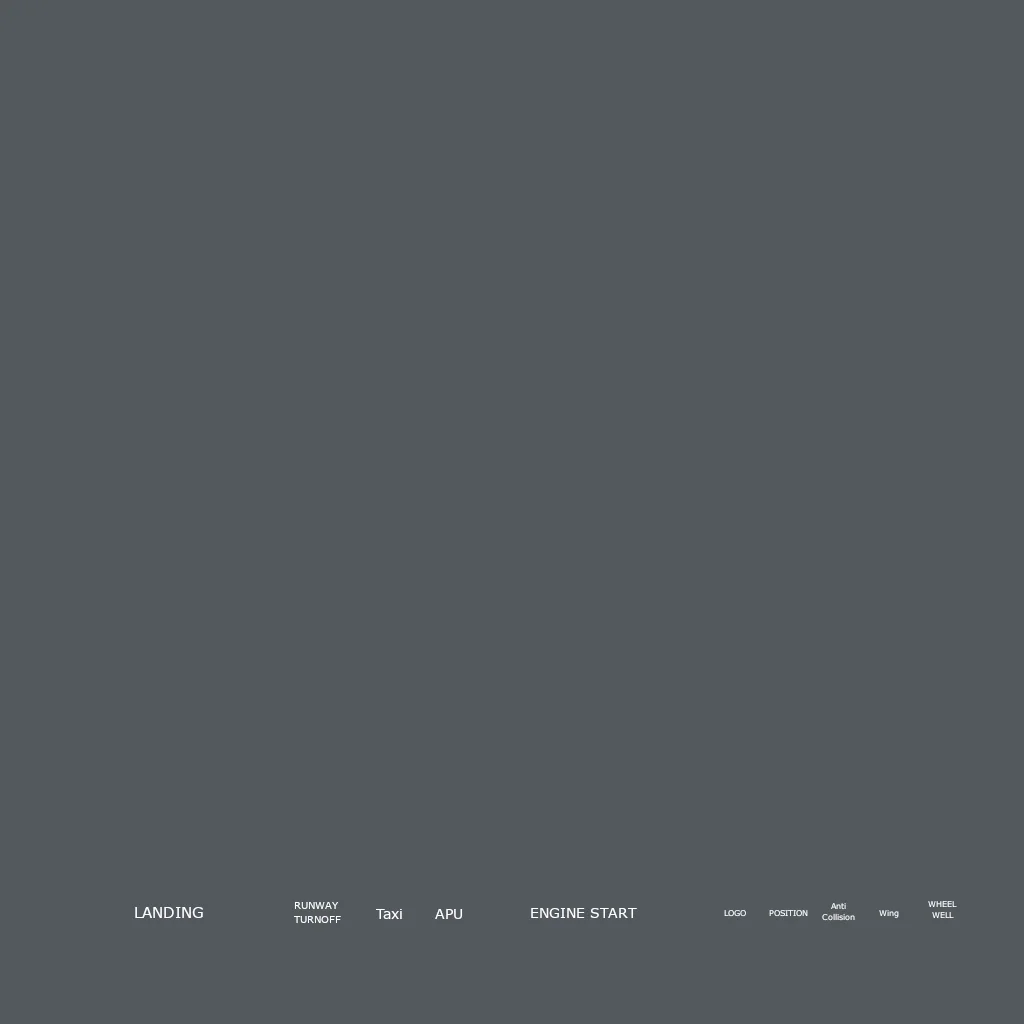 LANDING
RUNWAY
TURNOFF
Taxi
APU
ENGINE START
LOGO
POSITION
Anti
Collision
Wing
WHEEL
WELL